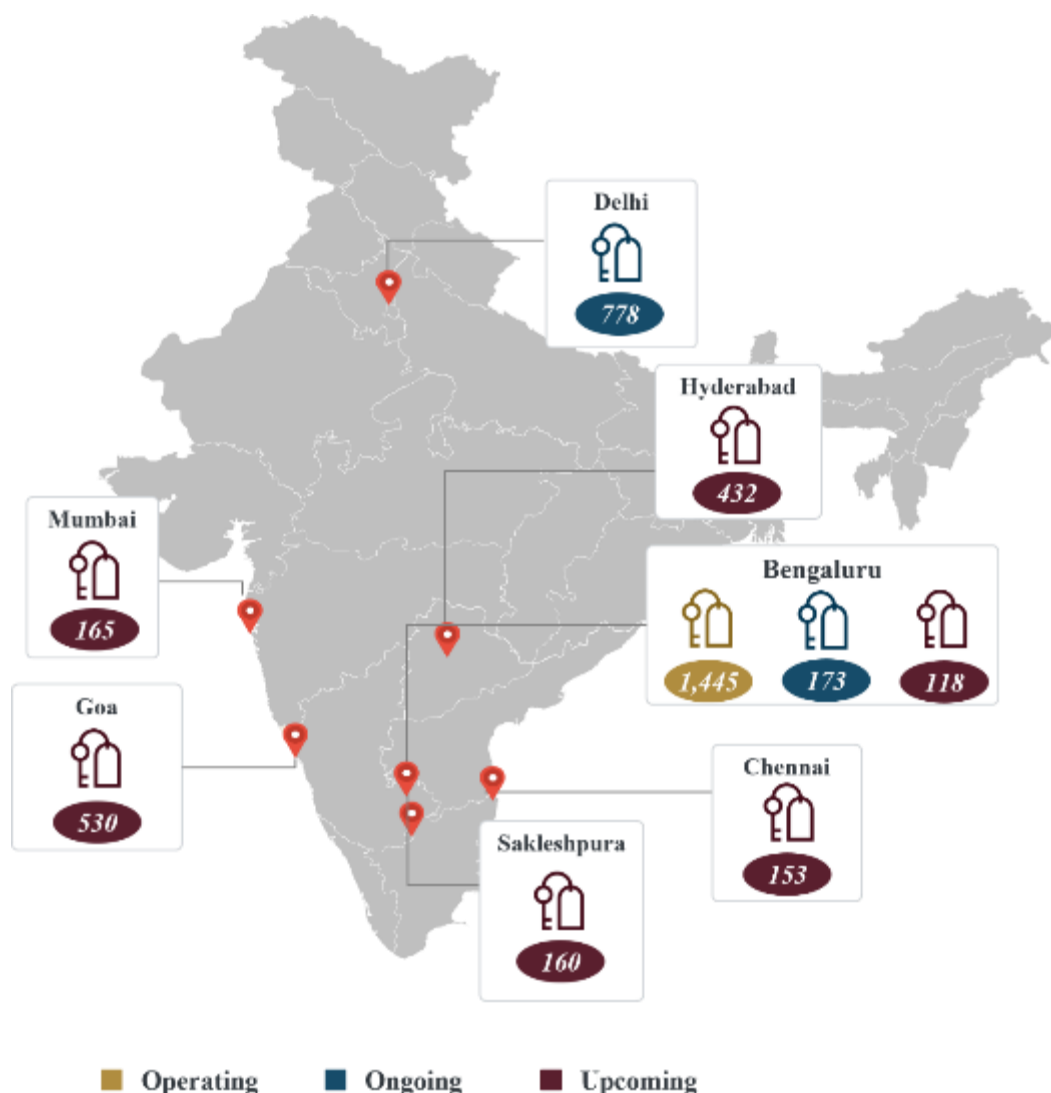 Delhi
778
Hyderabad
432
Mumbai
165
Bengaluru
1,445 173 118
Goa
530
Chennai
153
Sakleshpura
160
Operating Ongoing Upcoming